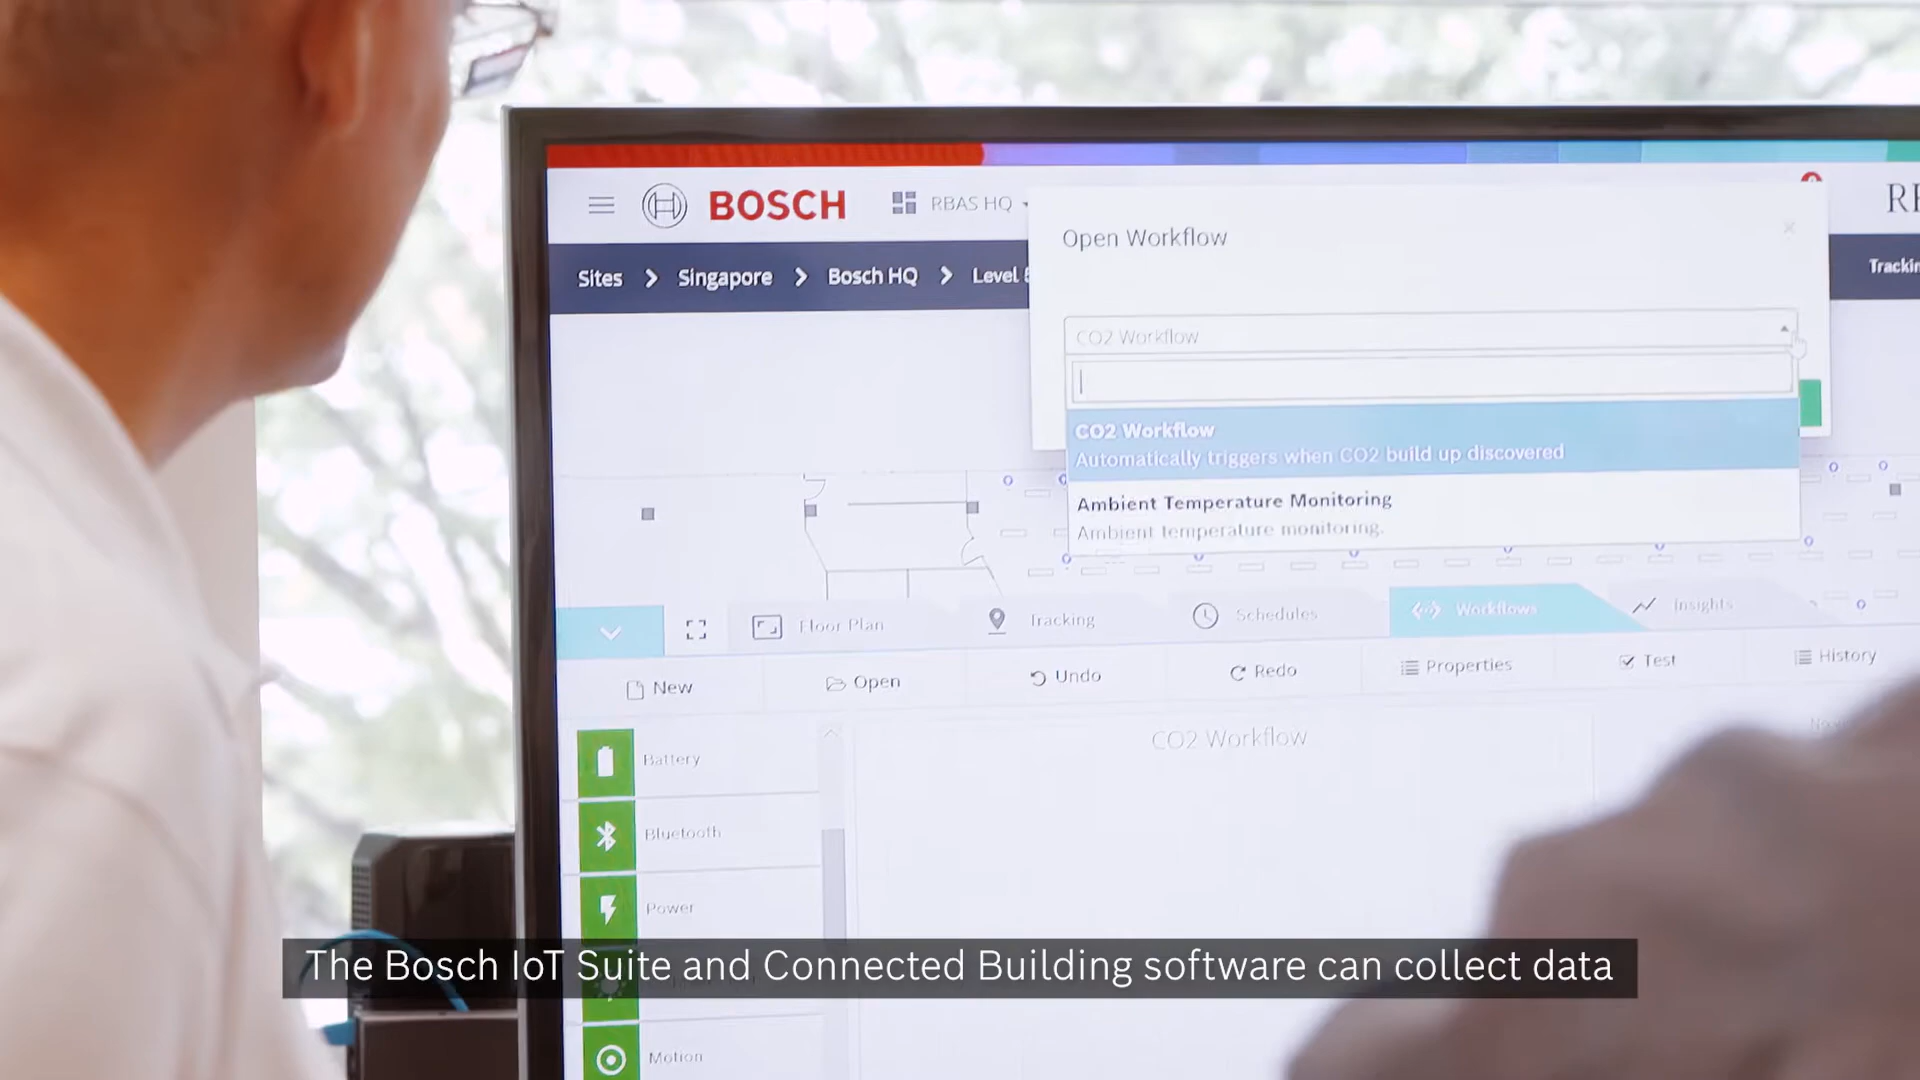 BOSCH
RBAS HQ
Open Workflow
Sites
Singapore
Bosch HQ
Level
CO2 Workflow
CO2 Workflow
Automatically triggers when CO2 build up discovered
Ambient Temperature Monitoring
Ambient temperature monitoring.
Floor Plan
Tracking
Schedules
Workflows
Insights
New
Open
Undo
Redo
Properties
Test
History
CO2 Workflow
Battery
Bluetooth
Power
Motion
The Bosch IoT Suite and Connected Building software can collect data